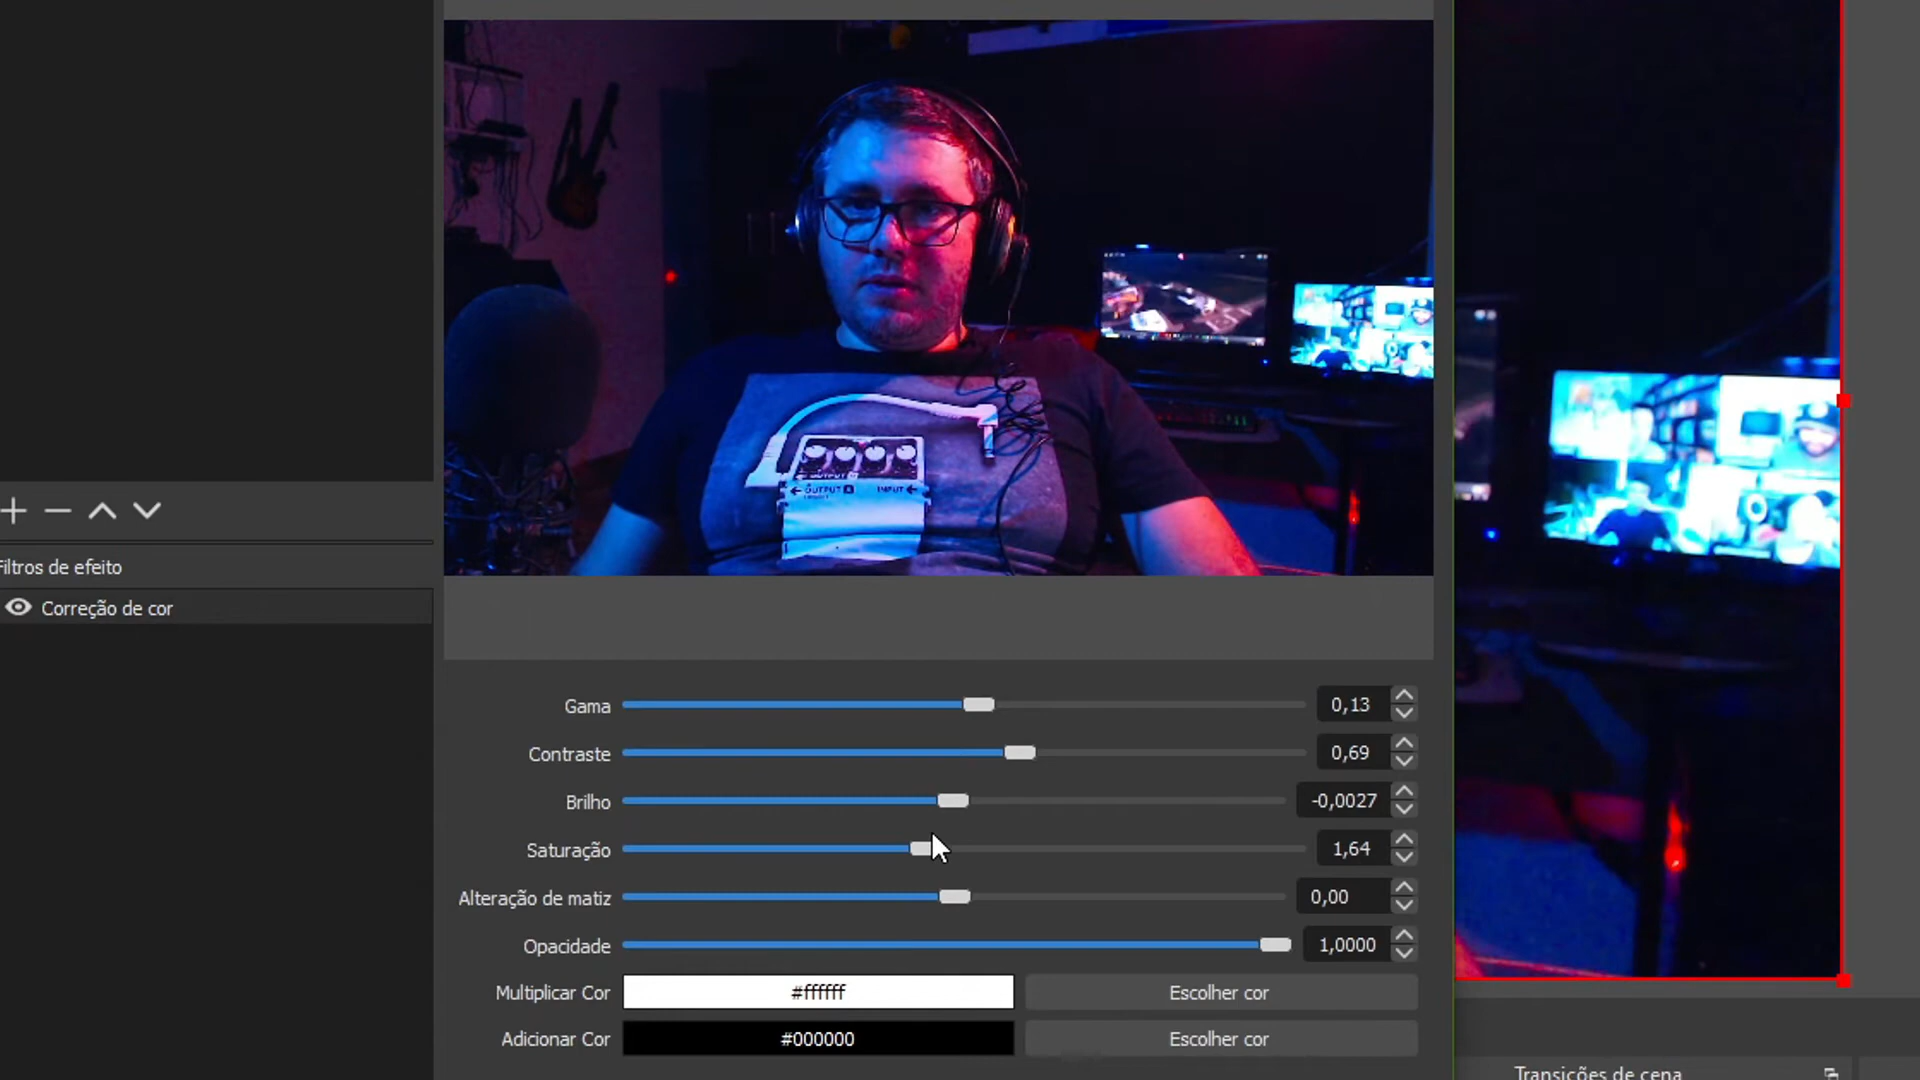 OUTPUT
INPUT
Filtros de efeito
Correção de cor
Gama 0,13
Contraste 0,69
Brilho -0,0027
Saturação 1,64
Alteração de matiz 0,00
Opacidade 1,0000
Multiplicar Cor #ffffff Escolher cor
Adicionar Cor #000000 Escolher cor
Transições de cena